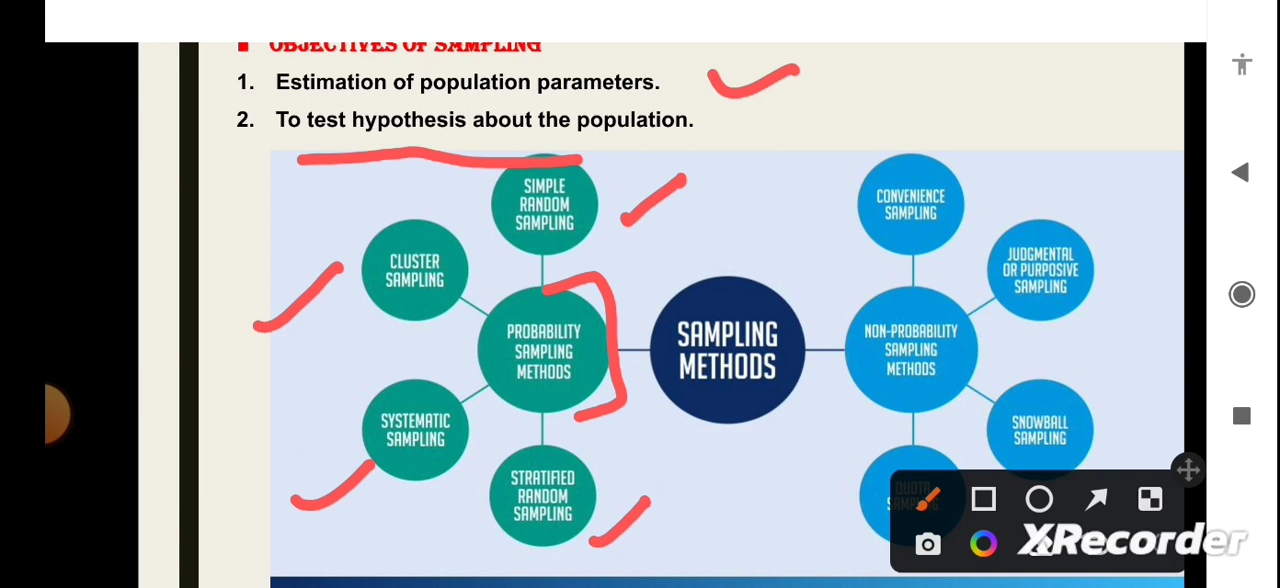 OBJECTIVES OF SAMPLING
1. Estimation of population parameters.
2. To test hypothesis about the population.
SIMPLE
RANDOM
SAMPLING
CLUSTER
SAMPLING
PROBABILITY
SAMPLING
METHODS
SYSTEMATIC
SAMPLING
STRATIFIED
RANDOM
SAMPLING
SAMPLING
METHODS
CONVENIENCE
SAMPLING
JUDGMENTAL
OR PURPOSIVE
SAMPLING
NON-PROBABILITY
SAMPLING
METHODS
SNOWBALL
SAMPLING
QUOTA
XRecorder